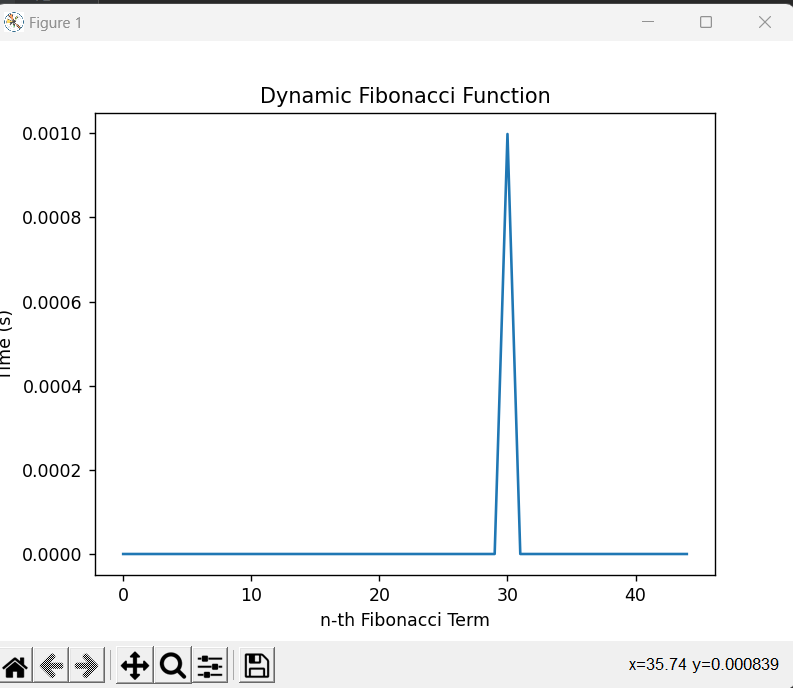 Figure 1
Dynamic Fibonacci Function
0.0010
0.0008
0.0006
0.0004
0.0002
0.0000
Time (s)
0 10 20 30 40
n-th Fibonacci Term
x=35.74 y=0.000839